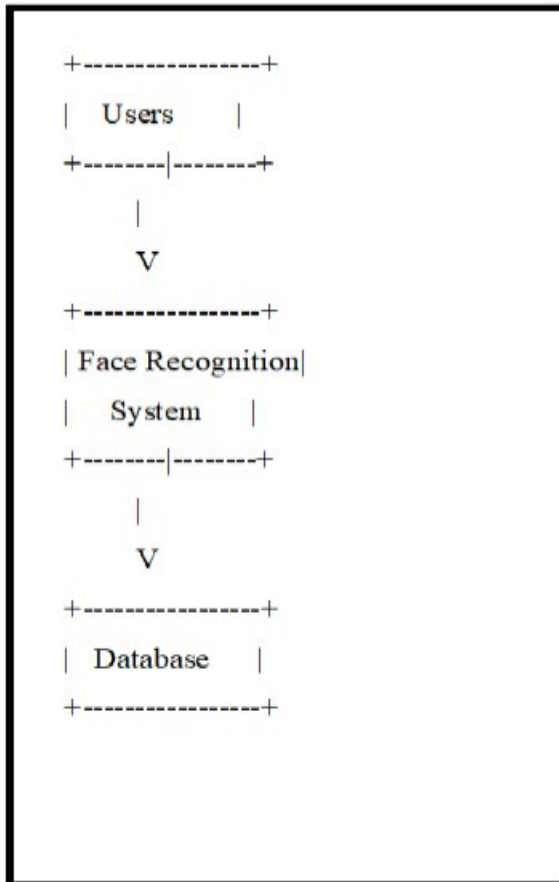 +-----------------+
|    Users        |
+--------|--------+
|
V
+-----------------+
| Face Recognition|
|     System      |
+--------|--------+
|
V
+-----------------+
|   Database      |
+-----------------+